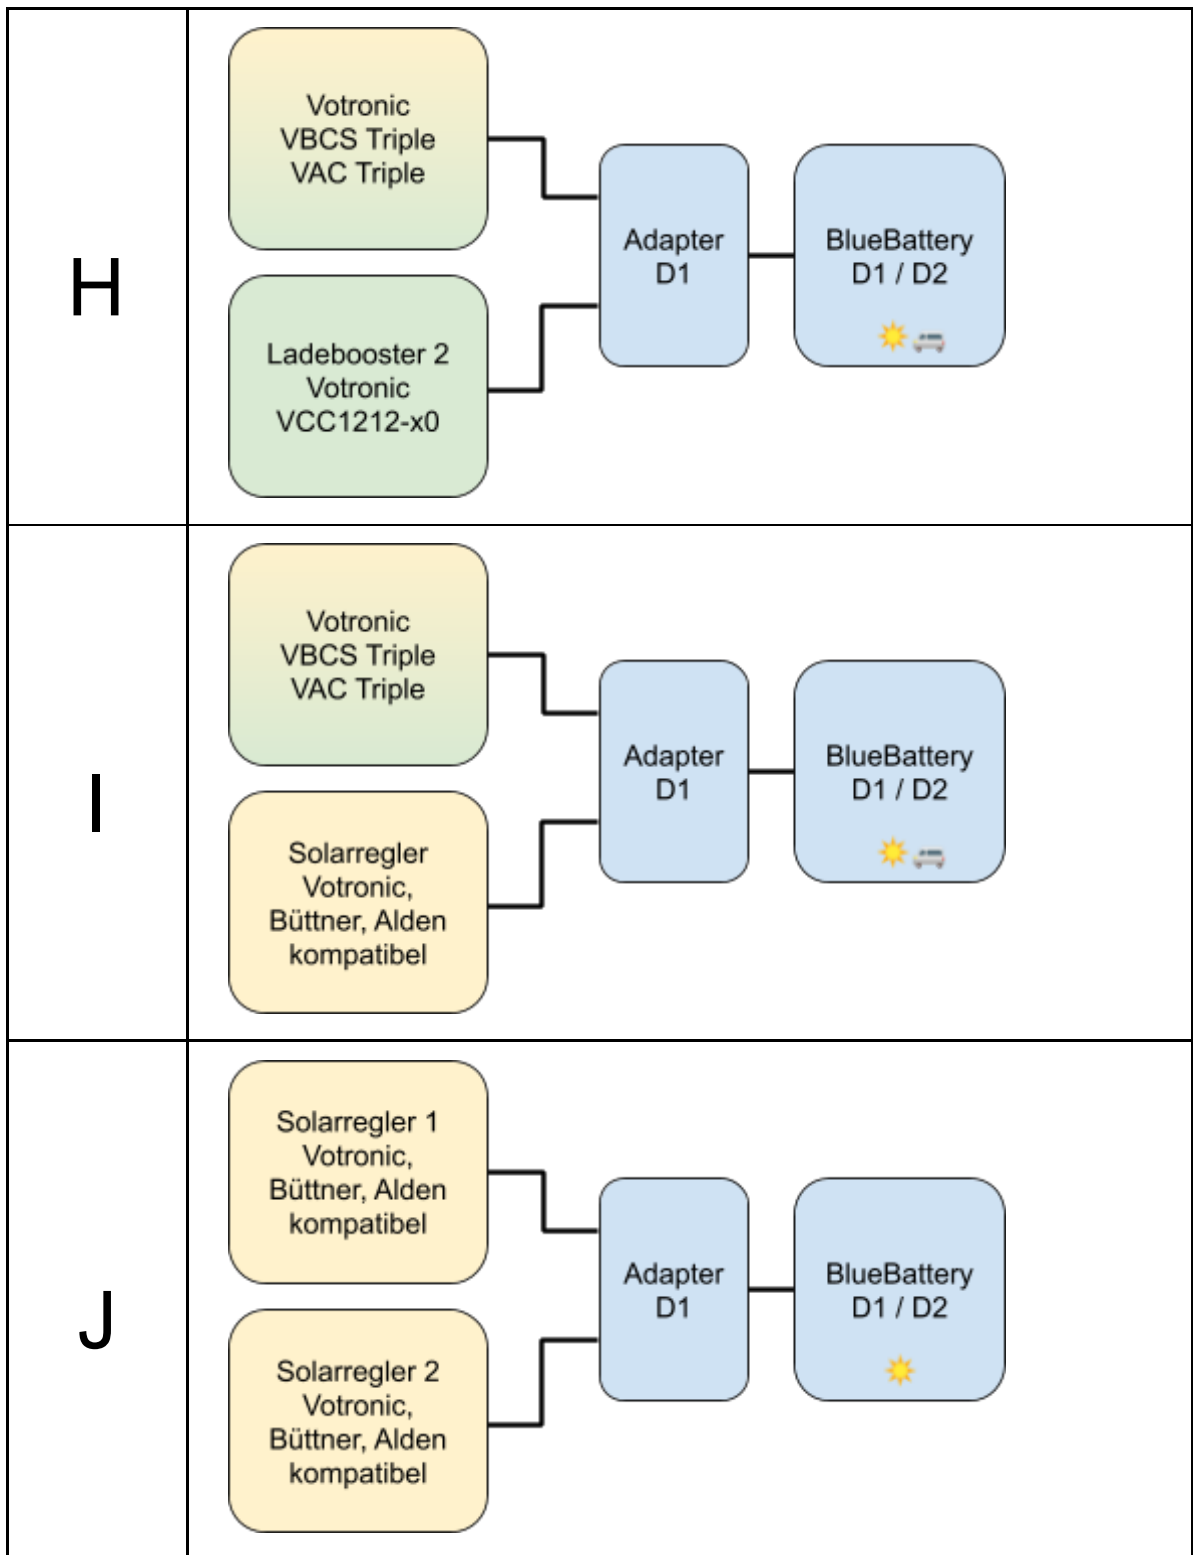 H
Votronic
VBCS Triple
VAC Triple
Ladebooster 2
Votronic
VCC1212-x0
Adapter
D1
BlueBattery
D1 / D2
I
Votronic
VBCS Triple
VAC Triple
Solarregler
Votronic,
Büttner, Alden
kompatibel
Adapter
D1
BlueBattery
D1 / D2
J
Solarregler 1
Votronic,
Büttner, Alden
kompatibel
Solarregler 2
Votronic,
Büttner, Alden
kompatibel
Adapter
D1
BlueBattery
D1 / D2